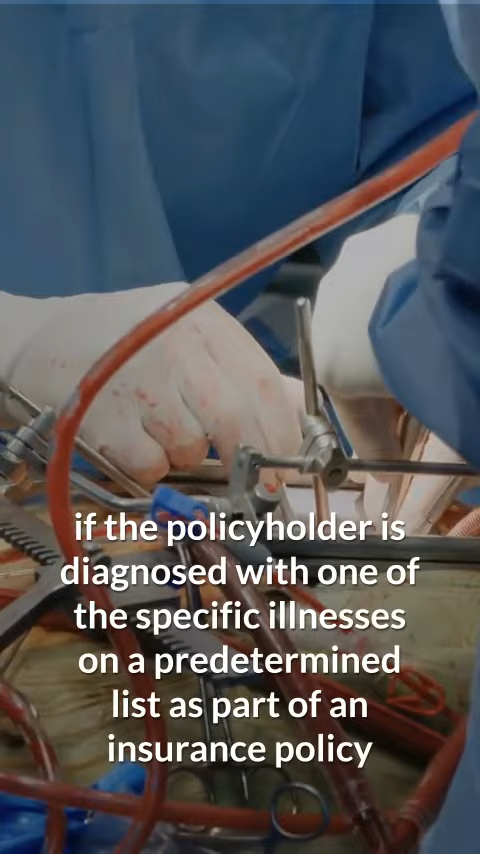 if the policyholder is
diagnosed with one of
the specific illnesses
on a predetermined
list as part of an
insurance policy